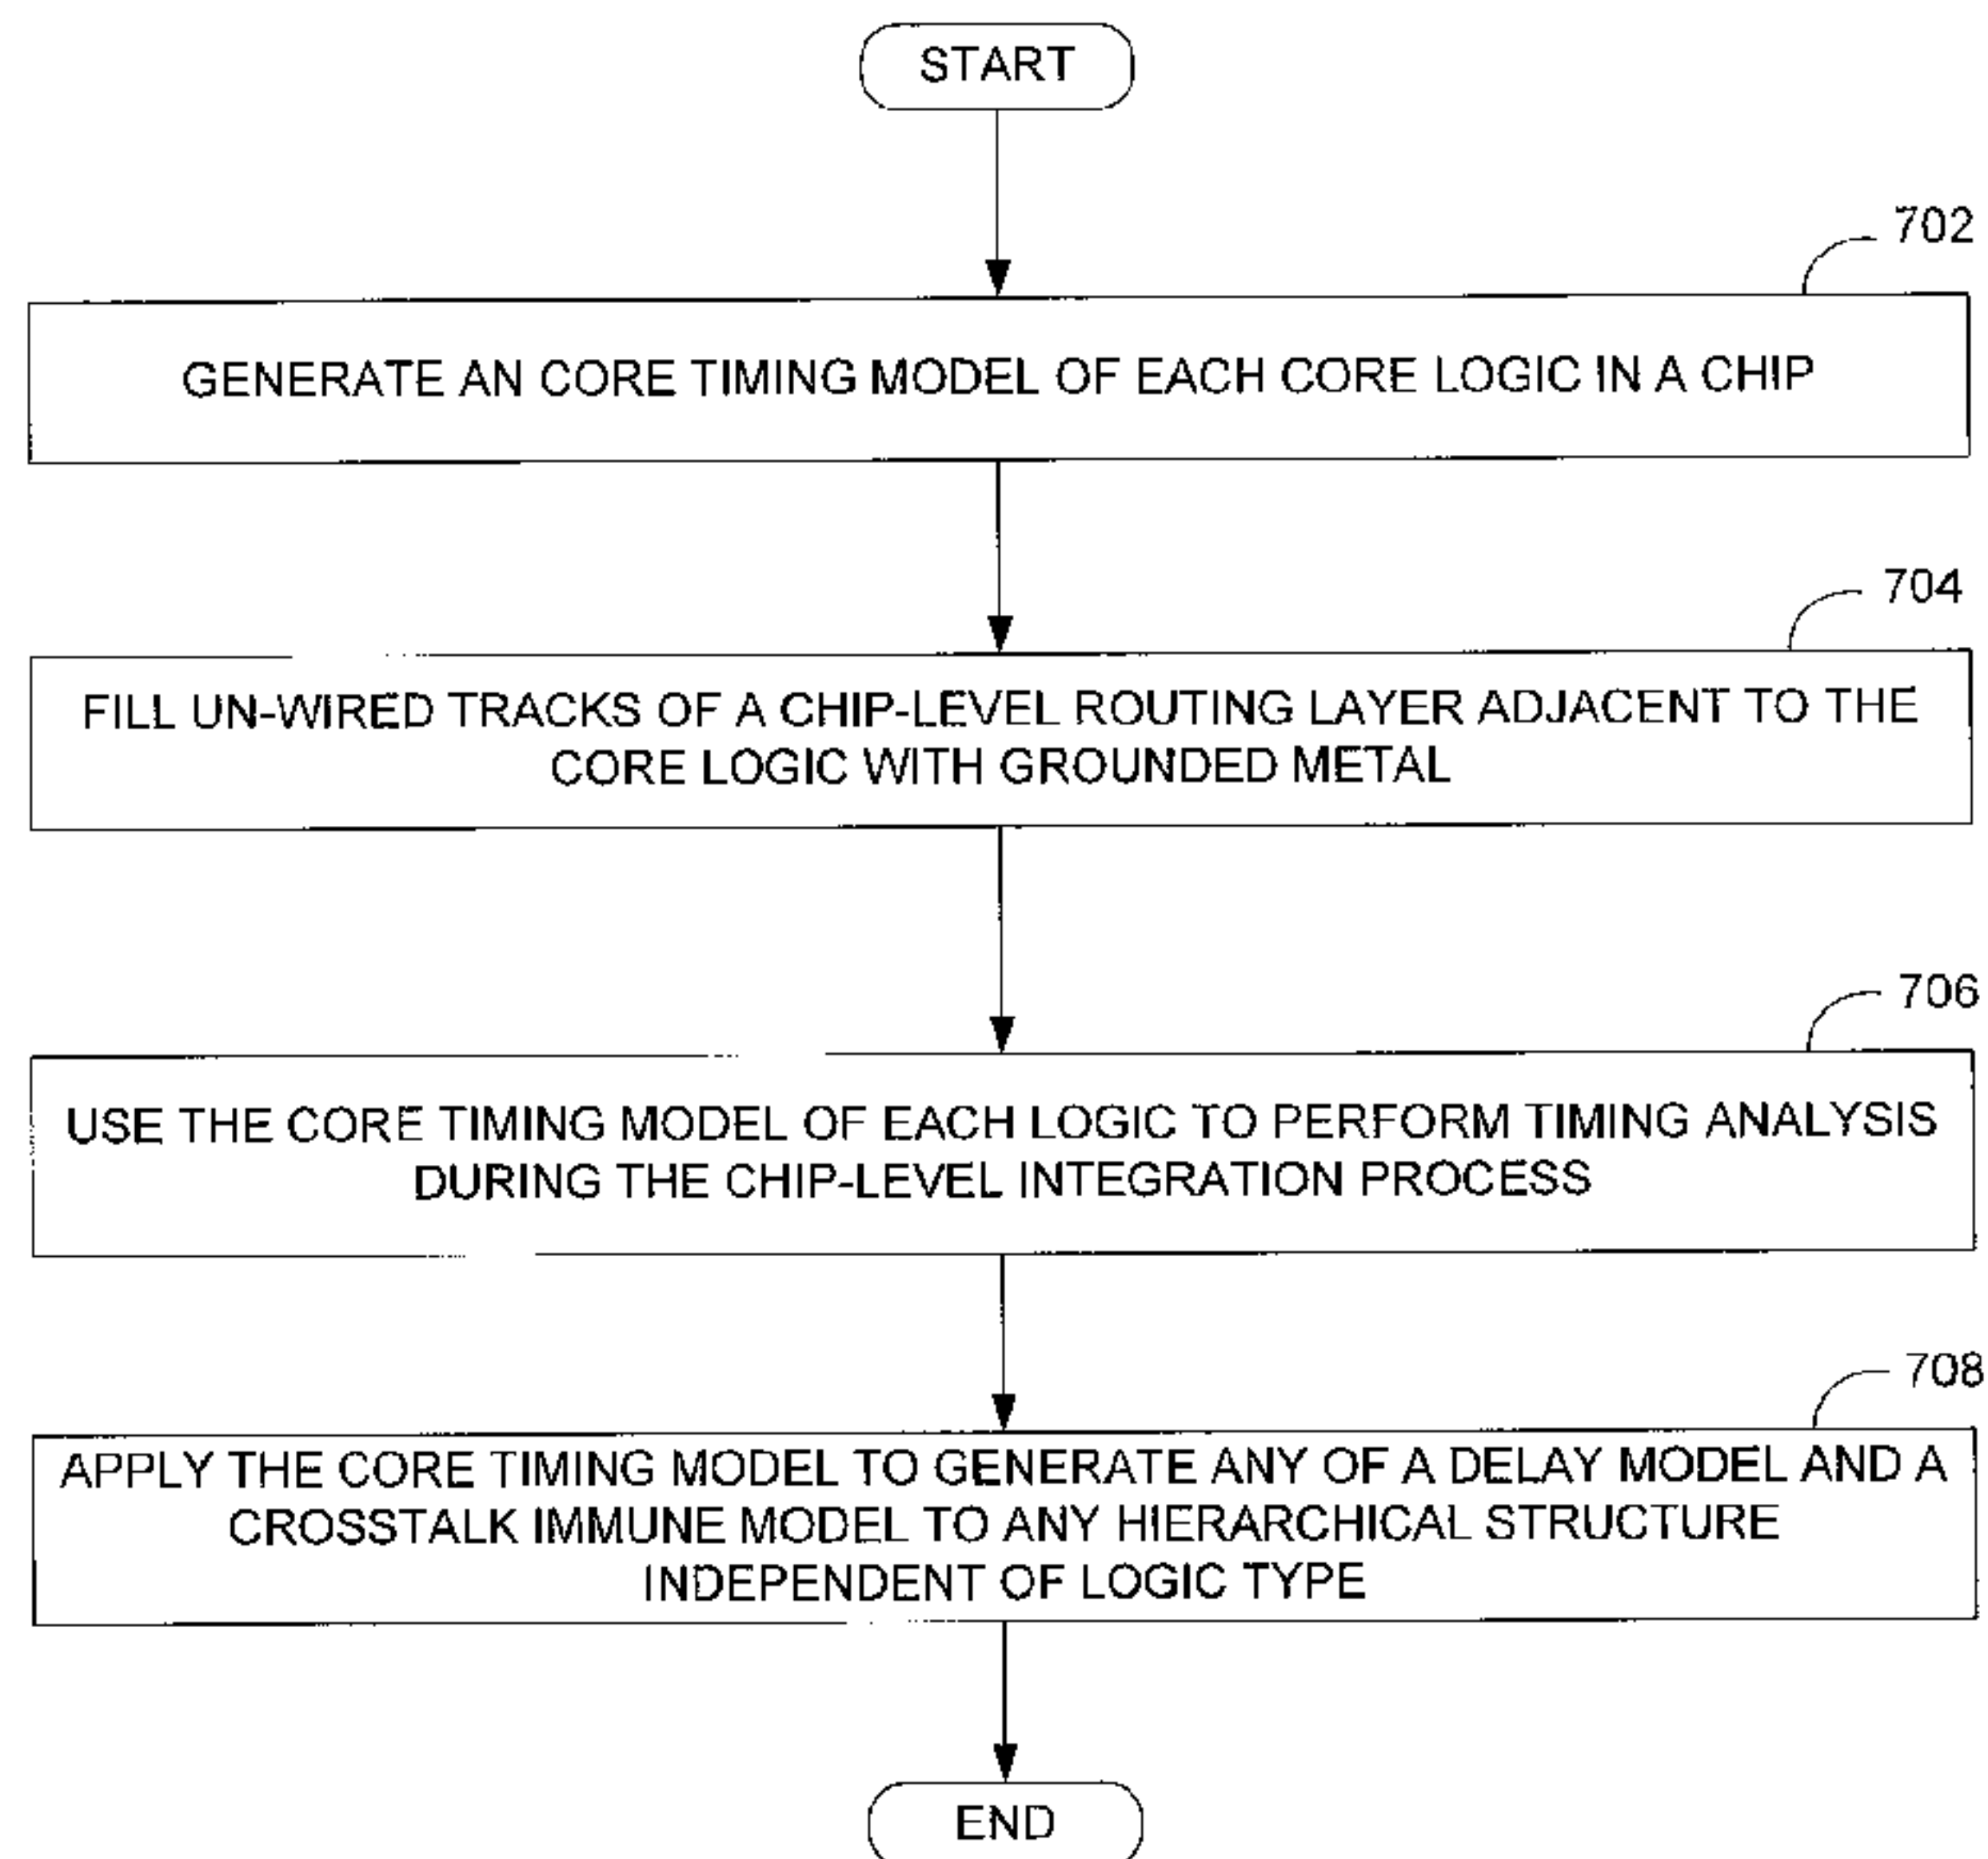 START
702
GENERATE AN CORE TIMING MODEL OF EACH CORE LOGIC IN A CHIP
704
FILL UN-WIRED TRACKS OF A CHIP-LEVEL ROUTING LAYER ADJACENT TO THE
CORE LOGIC WITH GROUNDED METAL
706
USE THE CORE TIMING MODEL OF EACH LOGIC TO PERFORM TIMING ANALYSIS
DURING THE CHIP-LEVEL INTEGRATION PROCESS
708
APPLY THE CORE TIMING MODEL TO GENERATE ANY OF A DELAY MODEL AND A
CROSSTALK IMMUNE MODEL TO ANY HIERARCHICAL STRUCTURE
INDEPENDENT OF LOGIC TYPE
END